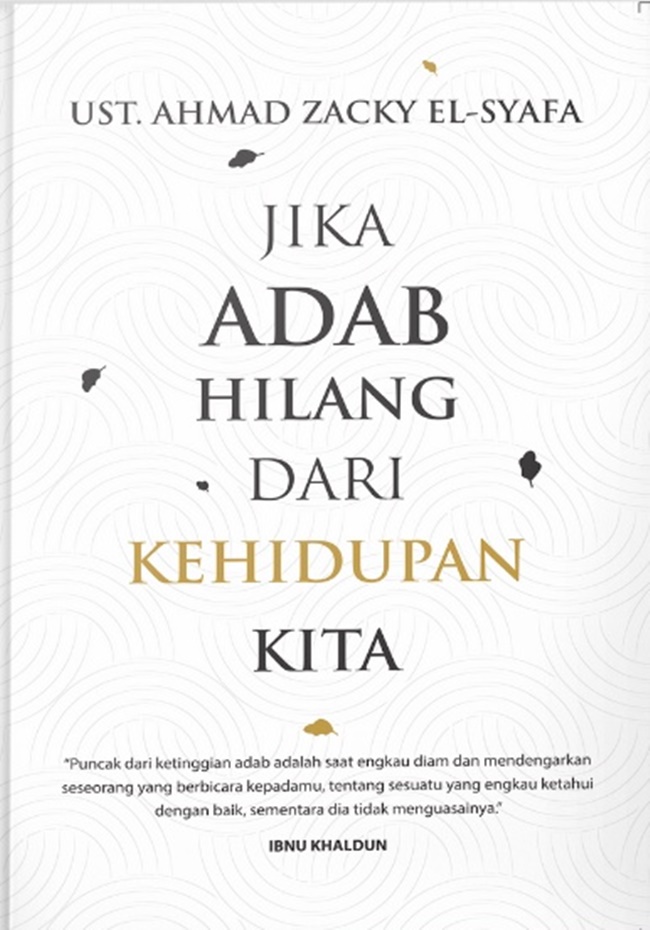 UST. AHMAD ZACKY EL-SYAFA
JIKA
ADAB
HILANG
DARI
KEHIDUPAN
KITA
“Puncak dari ketinggian adab adalah saat engkau diam dan mendengarkan
seseorang yang berbicara kepadamu, tentang sesuatu yang engkau ketahui
dengan baik, sementara dia tidak menguasainya.”
IBNU KHALDUN